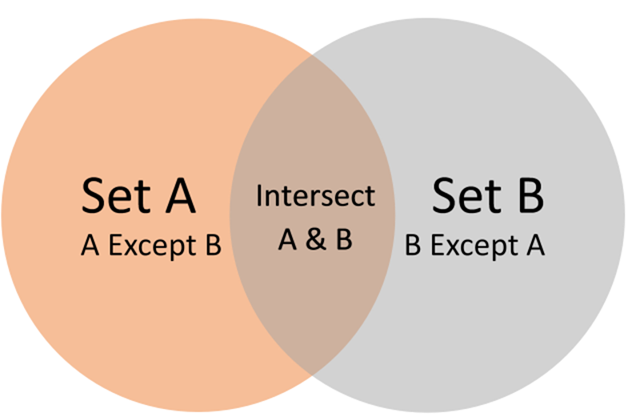 Set A
A Except B
Intersect
A & B
Set B
B Except A